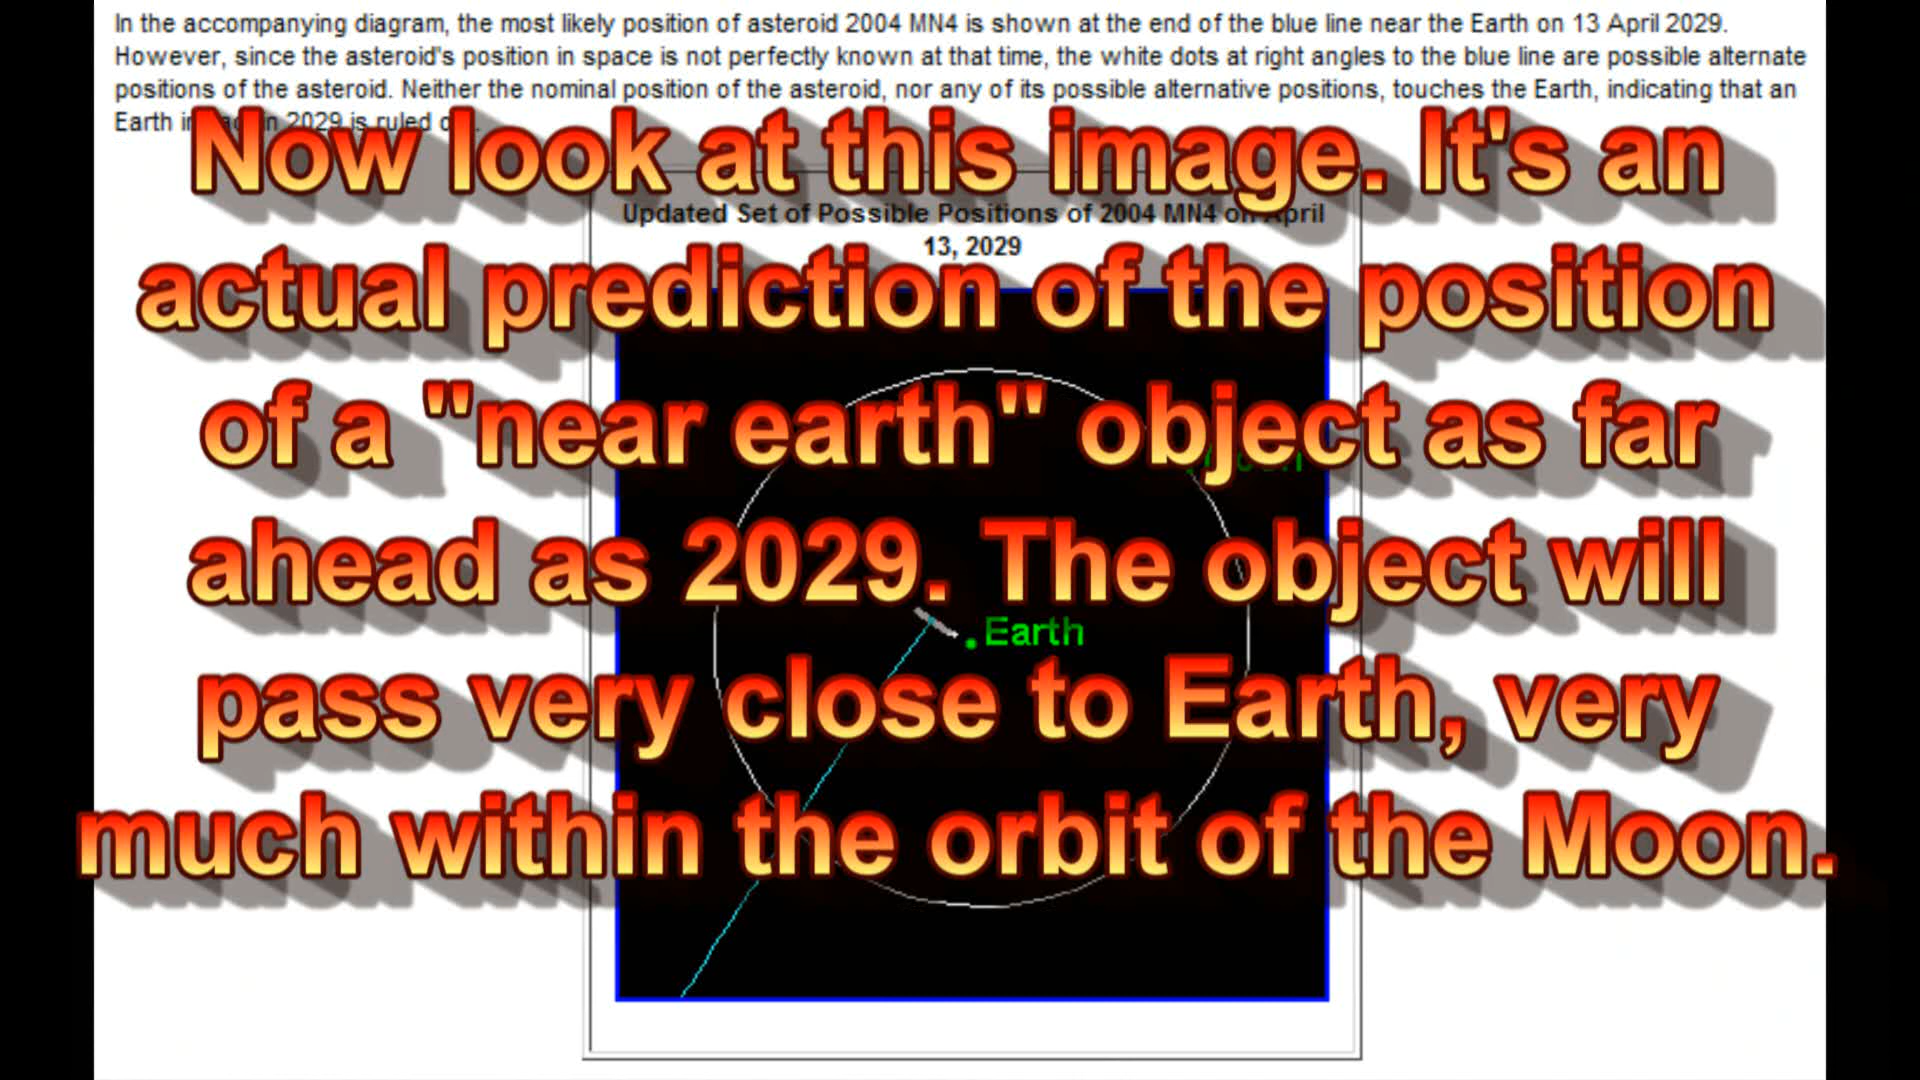 In the accompanying diagram, the most likely position of asteroid 2004 MN4 is shown at the end of the blue line near the Earth on 13 April 2029.
However, since the asteroid's position in space is not perfectly known at that time, the white dots at right angles to the blue line are possible alternate
positions of the asteroid. Neither the nominal position of the asteroid, nor any of its possible alternative positions, touches the Earth, indicating that an
Earth in 2029 is ruled
Now look at this image. It's an
Updated Set of Possible Positions of 2004 MN4 on April
13, 2029
actual prediction of the position
of a "near earth" object as far
ahead as 2029. The object will
Earth
pass very close to Earth, very
much within the orbit of the Moon.